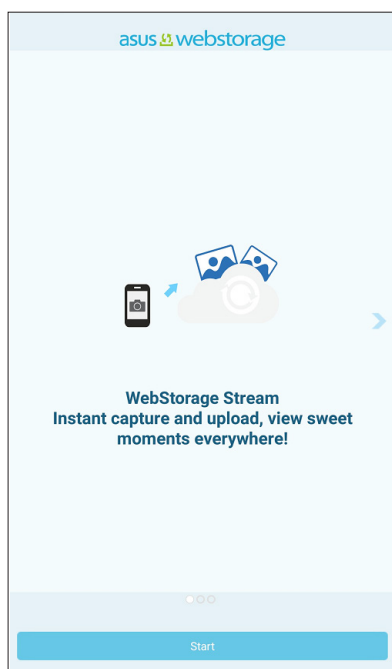 asus webstorage
WebStorage Stream
Instant capture and upload, view sweet
moments everywhere!
Start